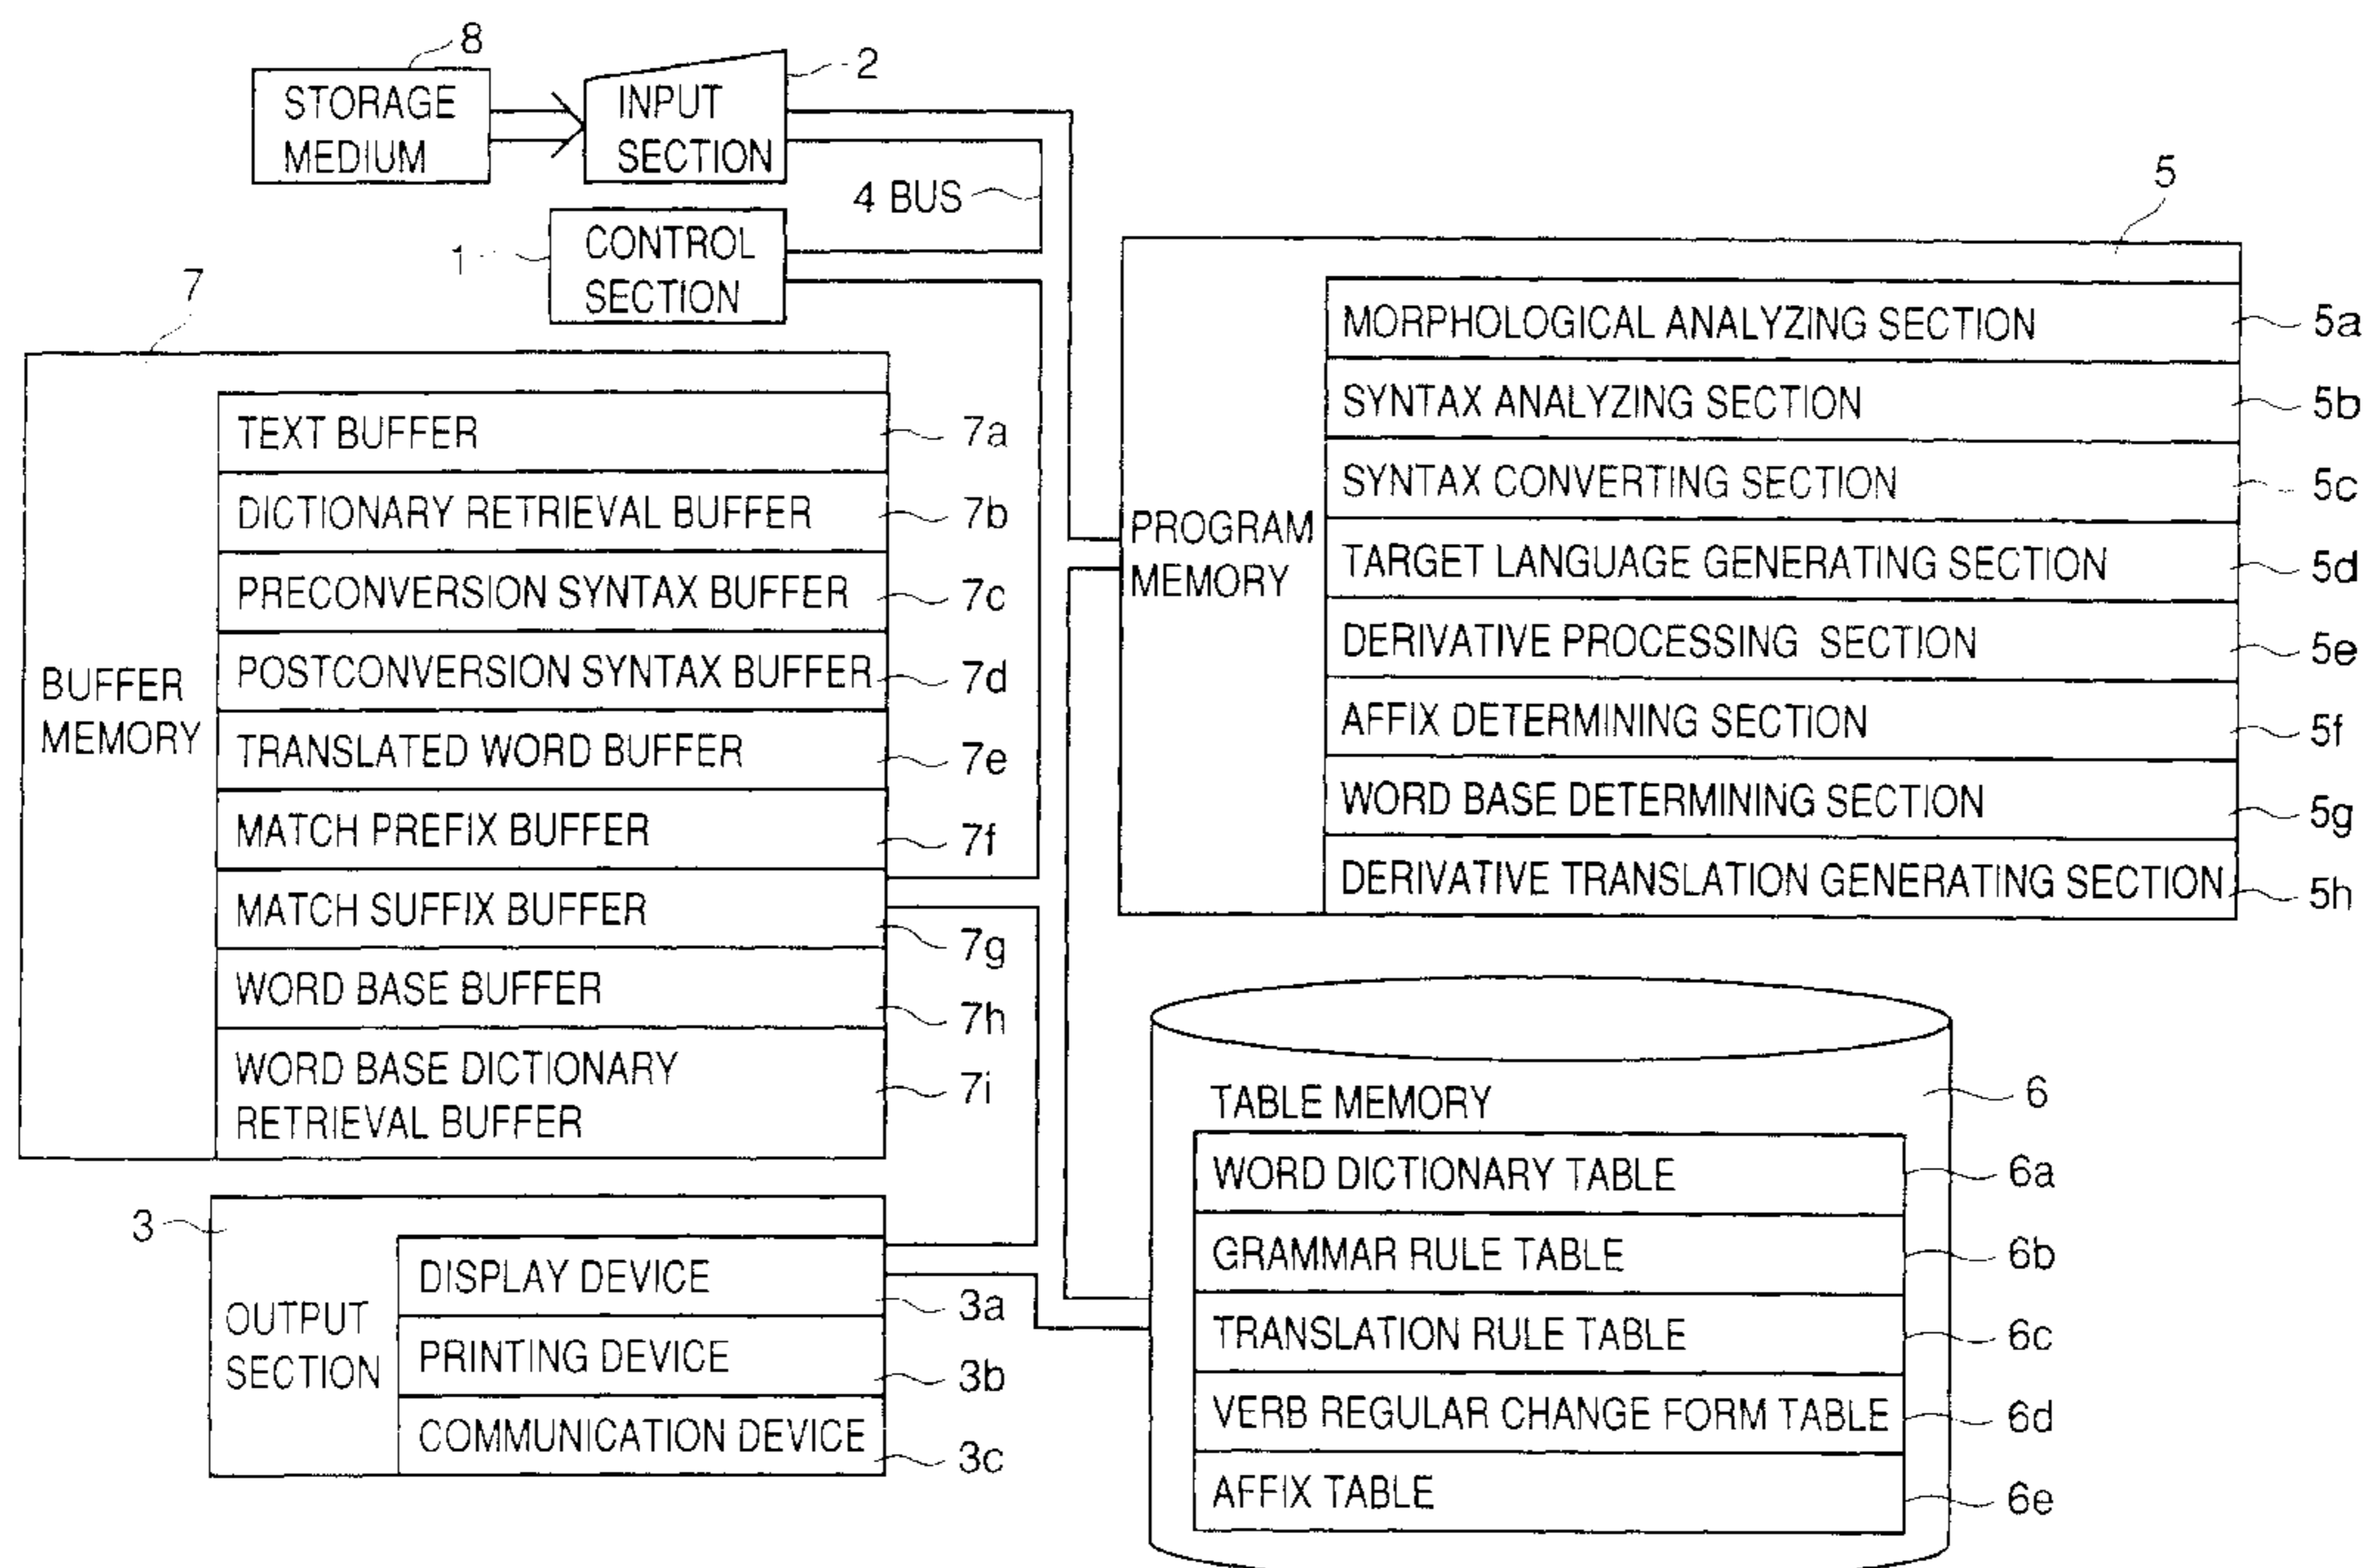 8
STORAGE
MEDIUM
INPUT
SECTION
2
4 BUS
1
CONTROL
SECTION
7
BUFFER
MEMORY
TEXT BUFFER
7a
DICTIONARY RETRIEVAL BUFFER
7b
PRECONVERSION SYNTAX BUFFER
7c
POSTCONVERSION SYNTAX BUFFER
7d
TRANSLATED WORD BUFFER
7e
MATCH PREFIX BUFFER
7f
MATCH SUFFIX BUFFER
7g
WORD BASE BUFFER
7h
WORD BASE DICTIONARY
RETRIEVAL BUFFER
7i
3
OUTPUT
SECTION
DISPLAY DEVICE
3a
PRINTING DEVICE
3b
COMMUNICATION DEVICE
3c
5
PROGRAM
MEMORY
MORPHOLOGICAL ANALYZING SECTION
5a
SYNTAX ANALYZING SECTION
5b
SYNTAX CONVERTING SECTION
5c
TARGET LANGUAGE GENERATING SECTION
5d
DERIVATIVE PROCESSING SECTION
5e
AFFIX DETERMINING SECTION
5f
WORD BASE DETERMINING SECTION
5g
DERIVATIVE TRANSLATION GENERATING SECTION
5h
TABLE MEMORY
6
WORD DICTIONARY TABLE
6a
GRAMMAR RULE TABLE
6b
TRANSLATION RULE TABLE
6c
VERB REGULAR CHANGE FORM TABLE
6d
AFFIX TABLE
6e